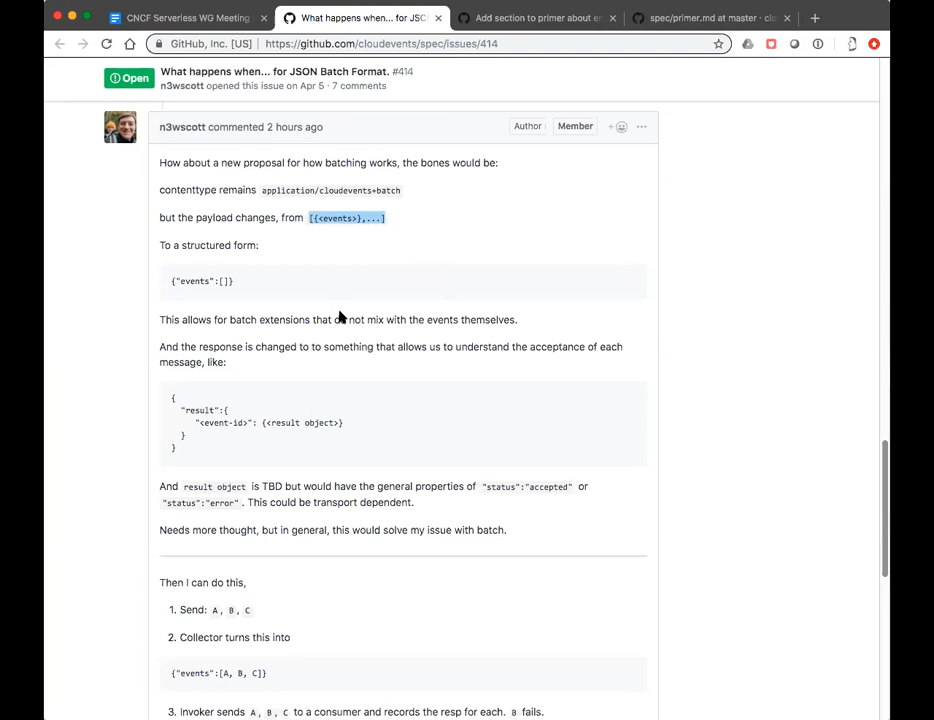 CNCF Serverless WG Meeting
What happens when... for JSO
Add section to primer about e
spec/primer.md at master · clo
GitHub, Inc. [US] | https://github.com/cloudevents/spec/issues/414
Open
What happens when... for JSON Batch Format. #414
n3wscott opened this issue on Apr 5 · 7 comments
n3wscott commented 2 hours ago
Author
Member
How about a new proposal for how batching works, the bones would be:
contenttype remains application/cloudevents+batch
but the payload changes, from [{<events>},...]
To a structured form:
{"events":[]}
This allows for batch extensions that do not mix with the events themselves.
And the response is changed to to something that allows us to understand the acceptance of each
message, like:
{
"result":{
"<event-id>": {<result object>}
}
}
And result object is TBD but would have the general properties of "status":"accepted" or
"status":"error". This could be transport dependent.
Needs more thought, but in general, this would solve my issue with batch.
Then I can do this,
1. Send: A, B, C
2. Collector turns this into
{"events":[A, B, C]}
3. Invoker sends A, B, C to a consumer and records the resp for each. B fails.